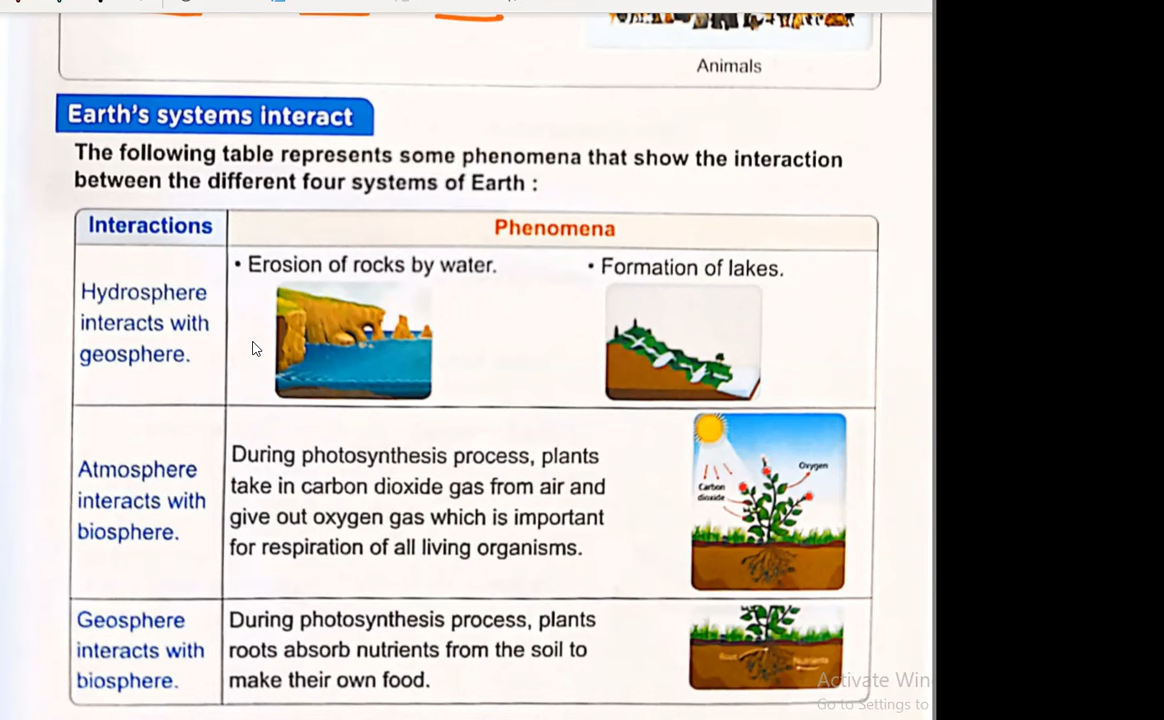 Animals
Earth's systems interact
The following table represents some phenomena that show the interaction
between the different four systems of Earth :
Interactions
Phenomena
Hydrosphere
interacts with
geosphere.
• Erosion of rocks by water.
• Formation of lakes.
Atmosphere
interacts with
biosphere.
During photosynthesis process, plants
take in carbon dioxide gas from air and
give out oxygen gas which is important
for respiration of all living organisms.
Oxygen
Carbon
dioxide
Geosphere
interacts with
biosphere.
During photosynthesis process, plants
roots absorb nutrients from the soil to
make their own food.
Root
Nutrients
Activate Win
Go to Settings to